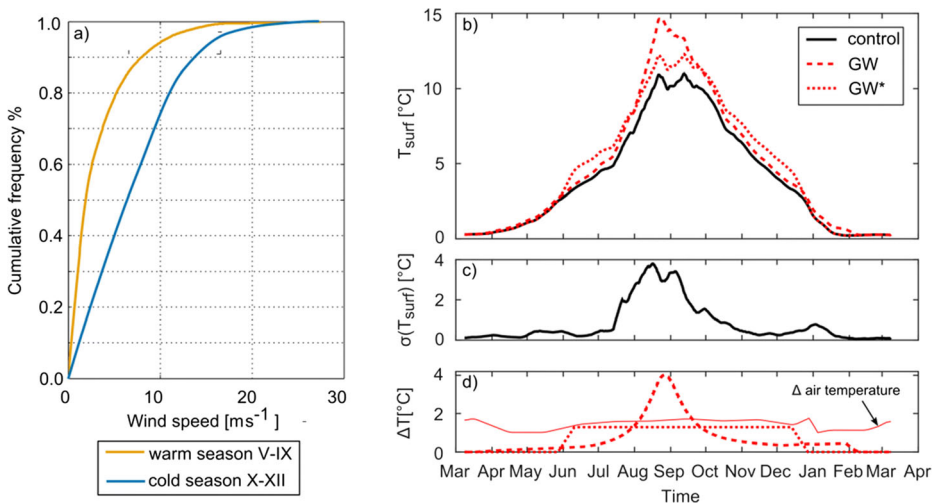 a)
Cumulative frequency %
1.0
0.8
0.6
0.4
0.2
0.0
0 10 20 30
Wind speed [ms-1]
warm season V-IX
cold season X-XII
b)
Tsurf [°C]
15
10
5
0
control
GW
GW*
c)
σ(Tsurf) [°C]
4
2
0
d)
ΔT[°C]
4
2
0
Δ air temperature
Mar Apr May Jun Jul Aug Sep Oct Nov Dec Jan Feb Mar Apr
Time